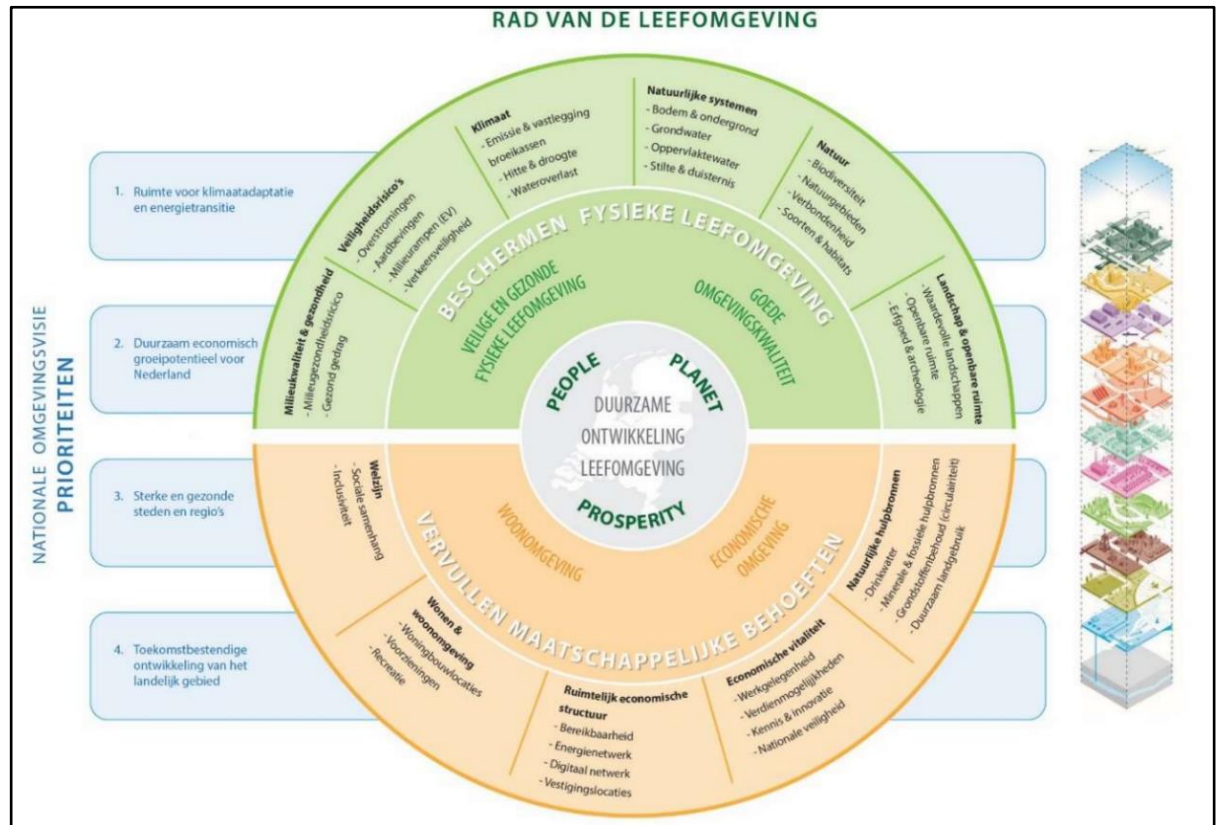 RAD VAN DE LEEFOMGEVING
NATIONALE OMGEVINGSVISIE
PRIORITEITEN
1. Ruimte voor klimaatadaptatie
en energietransitie
2. Duurzaam economisch
groeipotentieel voor
Nederland
3. Sterke en gezonde
steden en regio's
4. Toekomstbestendige
ontwikkeling van het
landelijk gebied
Milieukwaliteit & gezondheid
- Milieugezondheidsrisico
- Gezond gedrag
Veiligheidsrisico's
- Overstromingen
- Aardbevingen
- Milieurampen (EV)
- Verkeersveiligheid
Klimaat
- Emissie & vastlegging
broeikassen
- Hitte & droogte
- Wateroverlast
Natuurlijke systemen
- Bodem & ondergrond
- Grondwater
- Oppervlaktewater
- Stilte & duisternis
Natuur
- Biodiversiteit
- Natuurgebieden
- Verbondenheid
- Soorten & habitats
Landschap & openbare ruimte
- Waardevolle landschappen
- Openbare ruimte
- Erfgoed & archeologie
BESCHERMEN FYSIEKE LEEFOMGEVING
VEILIGE EN GEZONDE
FYSIEKE LEEFOMGEVING
GOEDE
OMGEVINGSKWALITEIT
PEOPLE
PLANET
DUURZAME
ONTWIKKELING
LEEFOMGEVING
PROSPERITY
WOONOMGEVING
ECONOMISCHE
OMGEVING
VERVULLEN MAATSCHAPPELIJKE BEHOEFTEN
Welzijn
- Sociale samenhang
- Inclusiviteit
Wonen &
woonomgeving
- Woningbouwlocaties
- Voorzieningen
- Recreatie
Ruimtelijk economische
structuur
- Bereikbaarheid
- Energienetwerk
- Digitaal netwerk
- Vestigingslocaties
Economische vitaliteit
- Werkgelegenheid
- Verdienmogelijkheden
- Kennis & innovatie
- Nationale veiligheid
Natuurlijke hulpbronnen
- Drinkwater
- Minerale & fossiele hulpbronnen
- Grondstoffenbehoud (circulairiteit)
- Duurzaam landgebruik